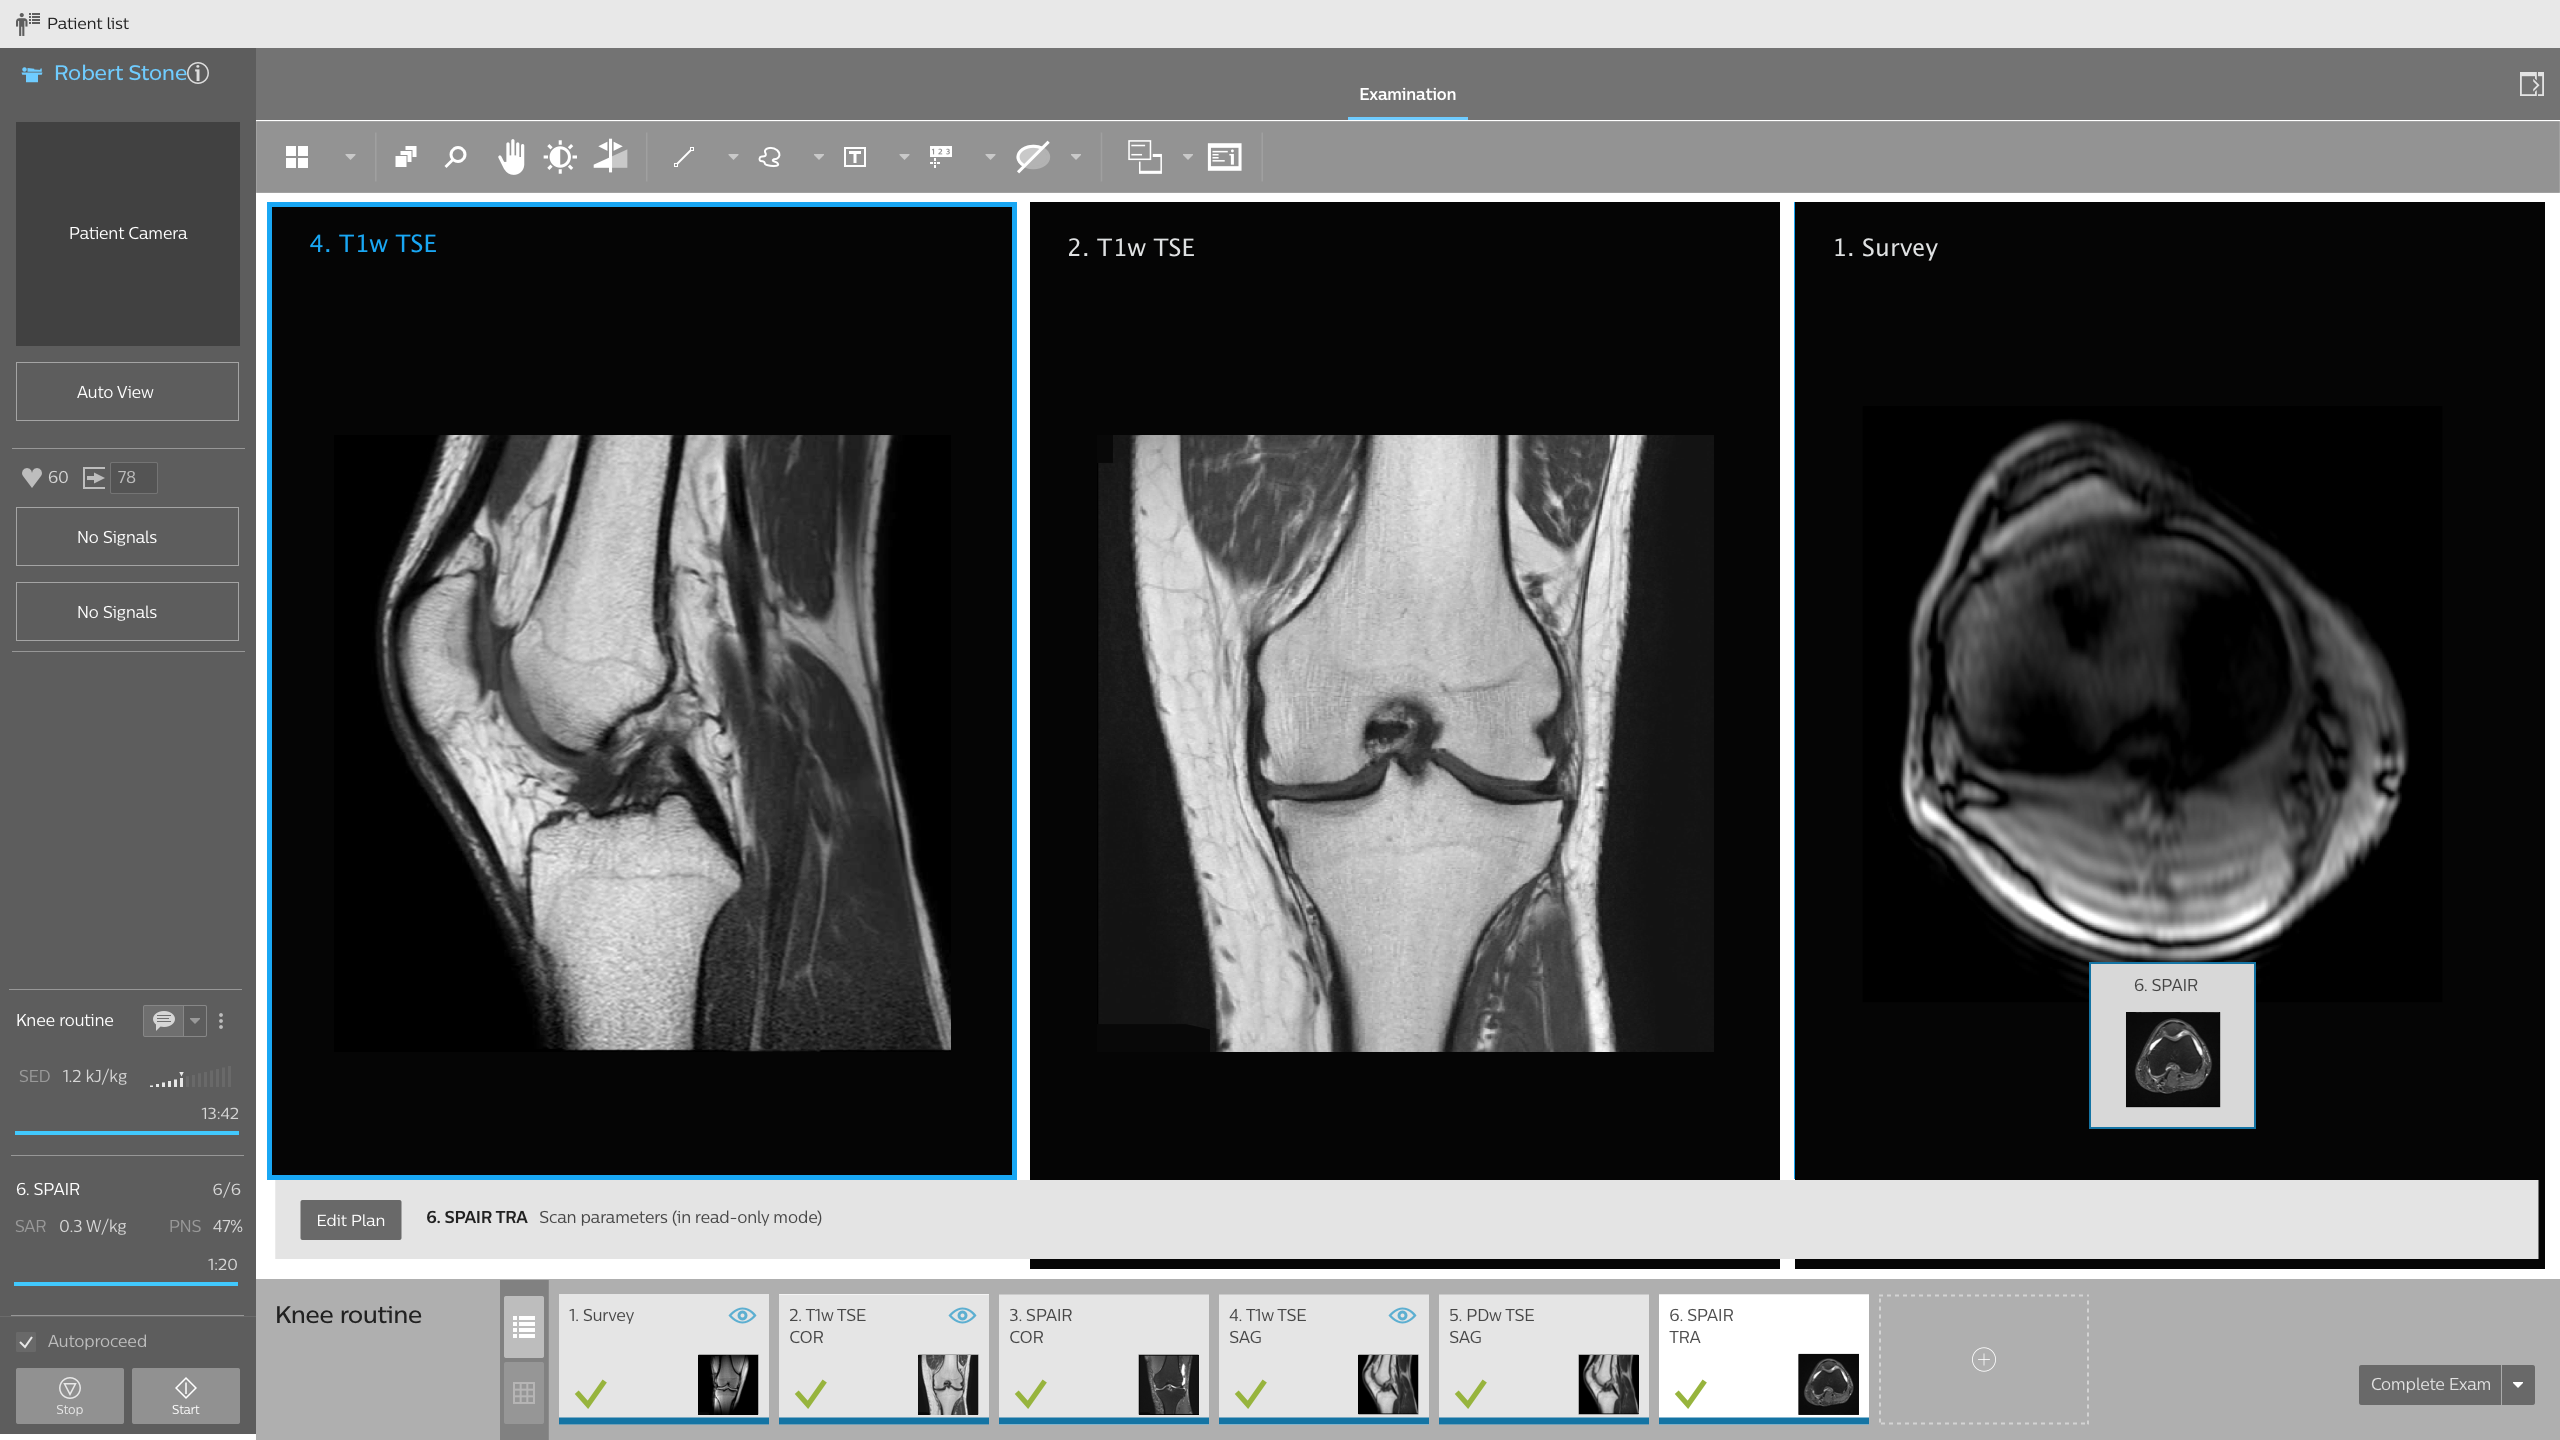 Patient list
Robert Stone
Examination
Patient Camera
Auto View
60
78
No Signals
No Signals
Knee routine
SED 1.2 kJ/kg
13:42
6. SPAIR 6/6
SAR 0.3 W/kg PNS 47%
1:20
Autoproceed
Stop
Start
T
1 2 3
4. T1w TSE
2. T1w TSE
1. Survey
6. SPAIR
Edit Plan
6. SPAIR TRA Scan parameters (in read-only mode)
Knee routine
1. Survey
2. T1w TSE
COR
3. SPAIR
COR
4. T1w TSE
SAG
5. PDw TSE
SAG
6. SPAIR
TRA
Complete Exam